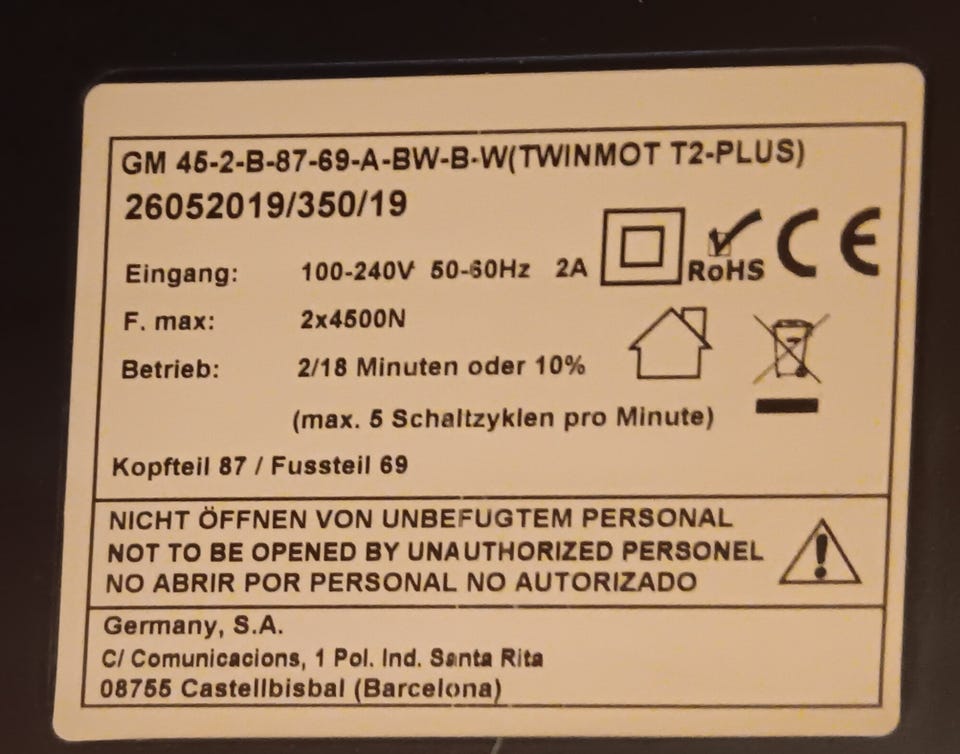 GM 45-2-B-87-69-A-BW-B-W(TWINMOT T2-PLUS)
26052019/350/19
Eingang: 100-240V 50-60Hz 2A
RoHS CE
F. max: 2x4500N
Betrieb: 2/18 Minuten oder 10%
(max. 5 Schaltzyklen pro Minute)
Kopfteil 87 / Fussteil 69
NICHT ÖFFNEN VON UNBEFUGTEM PERSONAL
NOT TO BE OPENED BY UNAUTHORIZED PERSONEL
NO ABRIR POR PERSONAL NO AUTORIZADO
Germany, S.A.
C/ Comunicacions, 1 Pol. Ind. Santa Rita
08755 Castellbisbal (Barcelona)